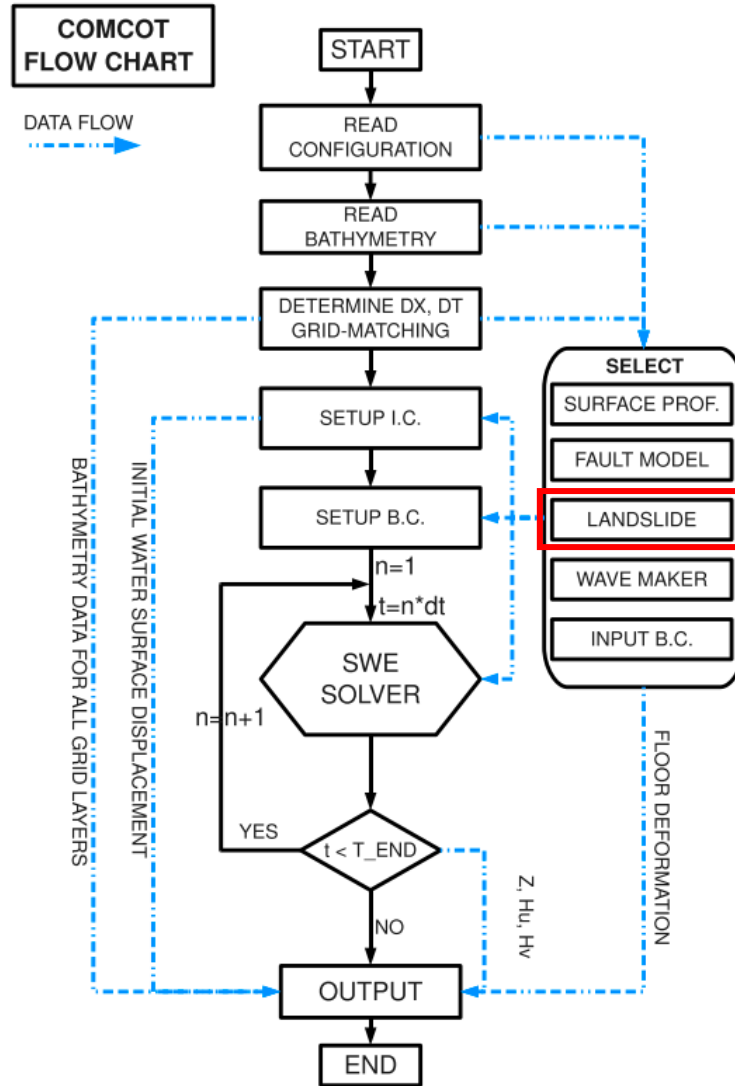 COMCOT
FLOW CHART
DATA FLOW
START
READ
CONFIGURATION
READ
BATHYMETRY
DETERMINE DX, DT
GRID-MATCHING
SETUP I.C.
SETUP B.C.
n=1
t=n*dt
SWE
SOLVER
n=n+1
YES
t < T_END
NO
OUTPUT
END
SELECT
SURFACE PROF.
FAULT MODEL
LANDSLIDE
WAVE MAKER
INPUT B.C.
BATHYMETRY DATA FOR ALL GRID LAYERS
INITIAL WATER SURFACE DISPLACEMENT
Z, Hu, Hv
FLOOR DEFORMATION